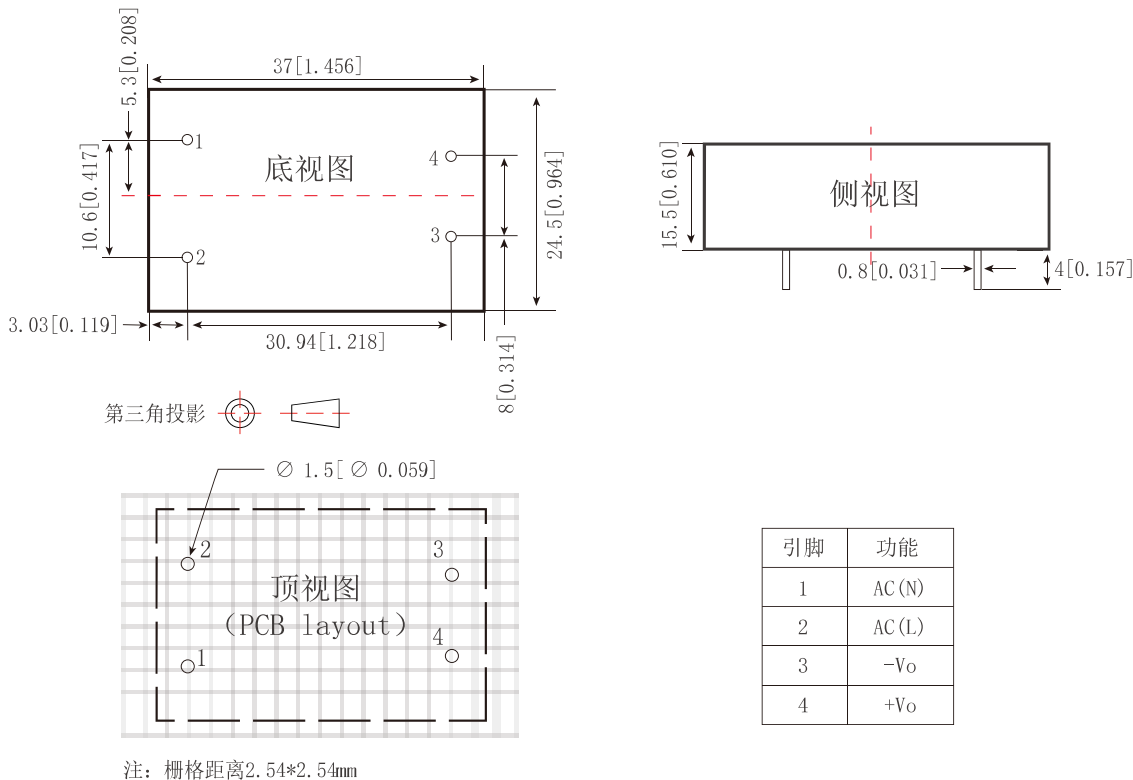 5.3[0.208]
37[1.456]
1
底视图
4
10.6[0.417]
24.5[0.964]
3
2
3.03[0.119]
30.94[1.218]
8[0.314]
侧视图
15.5[0.610]
0.8[0.031]
4[0.157]
第三角投影
∅ 1.5[ ∅ 0.059]
2
3
顶视图
(PCB layout)
4
1
注: 栅格距离2.54*2.54mm
引脚 功能
1 AC(N)
2 AC(L)
3 -Vo
4 +Vo